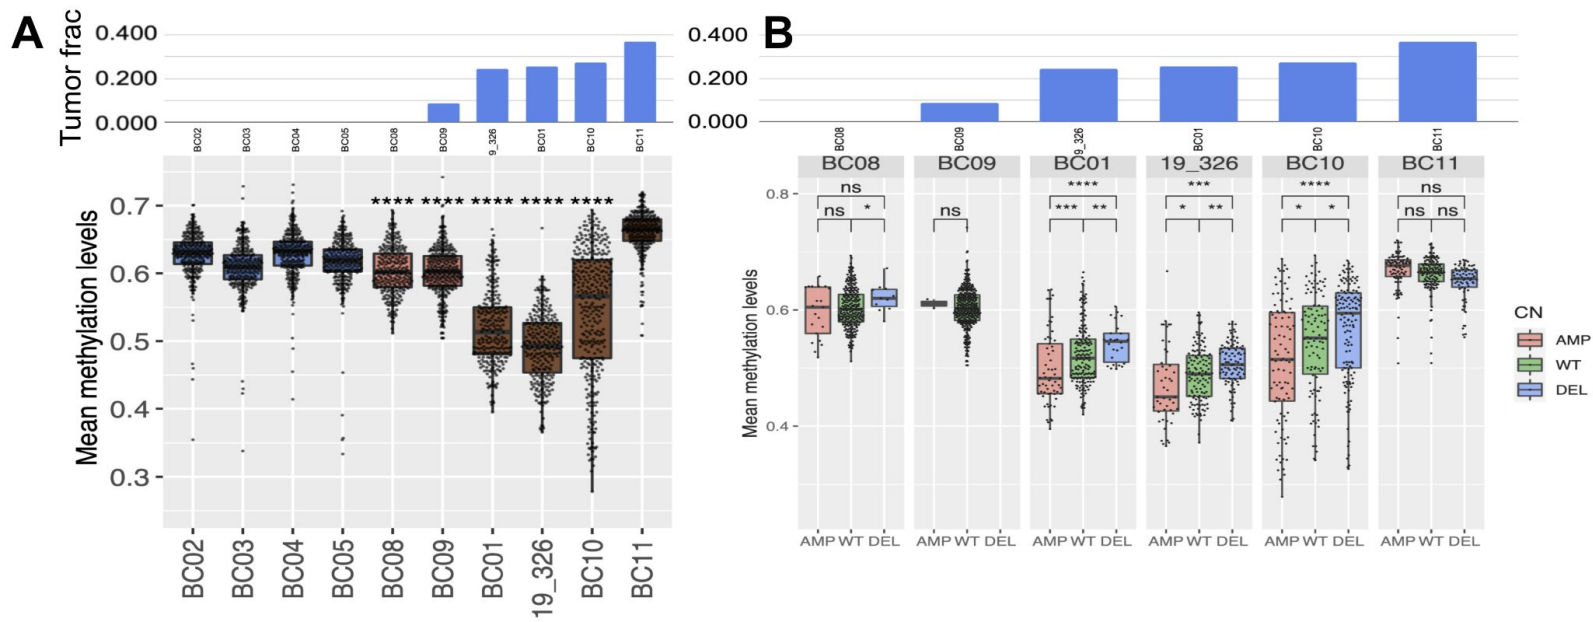 A
Tumor frac
0.400
0.200
0.000
BC02
BC03
BC04
BC05
BC08
BC09
9_326
BC01
BC10
BC11
Mean methylation levels
0.7
0.6
0.5
0.4
0.3
**** **** **** **** ****
BC02
BC03
BC04
BC05
BC08
BC09
BC01
19_326
BC10
BC11
B
0.400
0.200
0.000
BC08
BC09
9_326
BC01
BC10
BC11
BC08 BC09 BC01 19_326 BC10 BC11
Mean methylation levels
0.8
0.6
0.4
ns
ns *
ns
****
*** **
***
* **
****
* *
ns
ns ns
AMP WT DEL AMP WT DEL AMP WT DEL AMP WT DEL AMP WT DEL AMP WT DEL
CN
AMP
WT
DEL